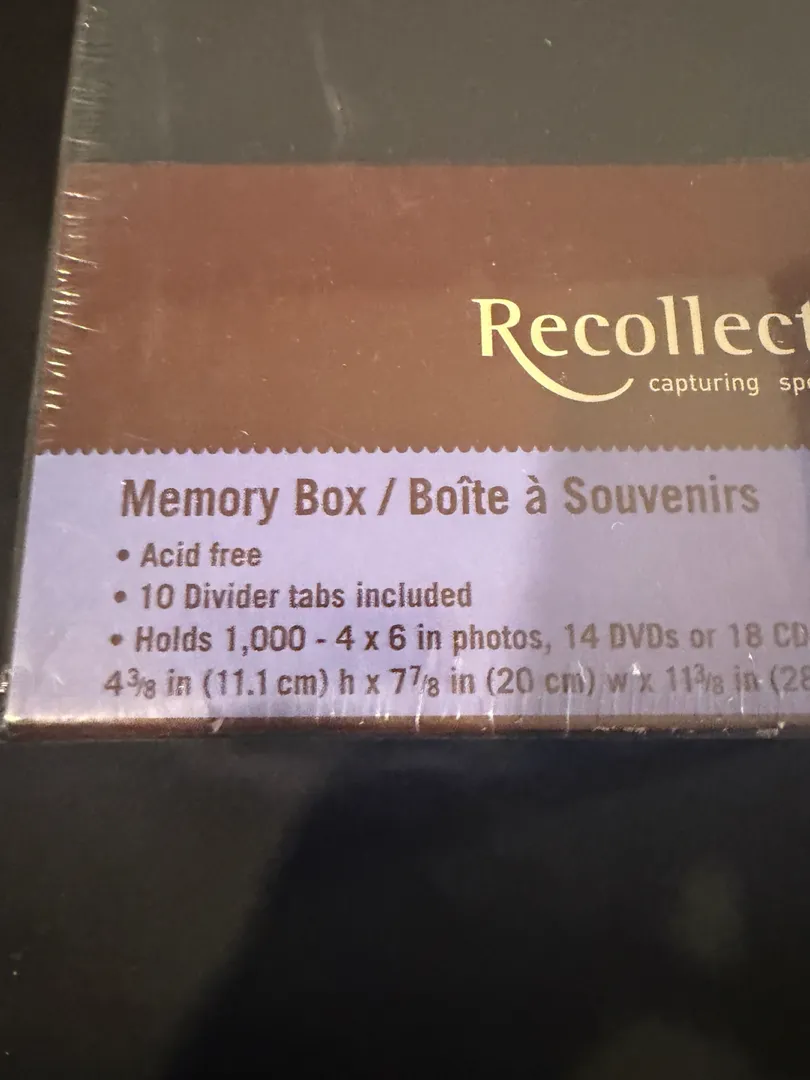 Recollect
capturing spe
Memory Box / Boîte à Souvenirs
• Acid free
• 10 Divider tabs included
• Holds 1,000 - 4 x 6 in photos, 14 DVDs or 18 CD
4⅜ in (11.1 cm) h x 7⅞ in (20 cm) w x 11⅜ in (28